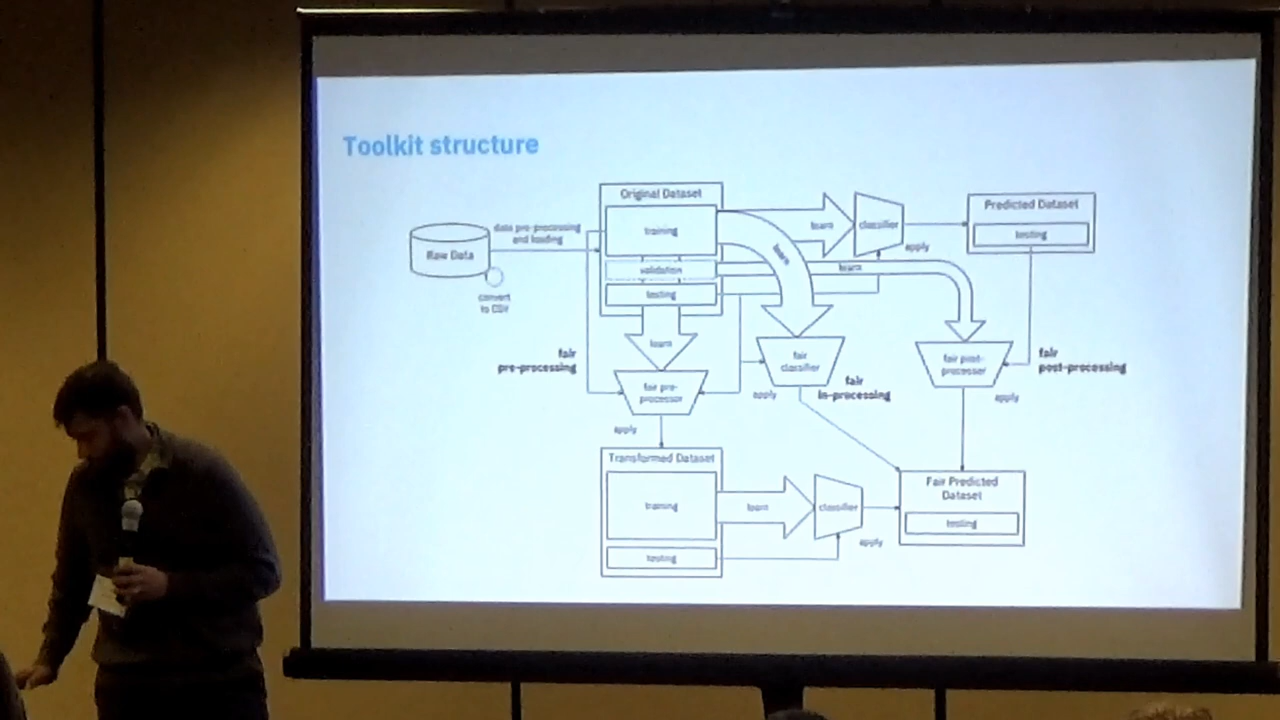 Toolkit structure
Original Dataset
training
validation
testing
Raw Data
data pre-processing
and loading
convert
to CSV
learn
classifier
apply
Predicted Dataset
testing
learn
learn
learn
fair
pre-processing
fair pre-
processor
apply
fair
classifier
apply
fair
in-processing
fair post-
processor
apply
fair
post-processing
Transformed Dataset
training
testing
learn
classifier
apply
Fair Predicted
Dataset
testing